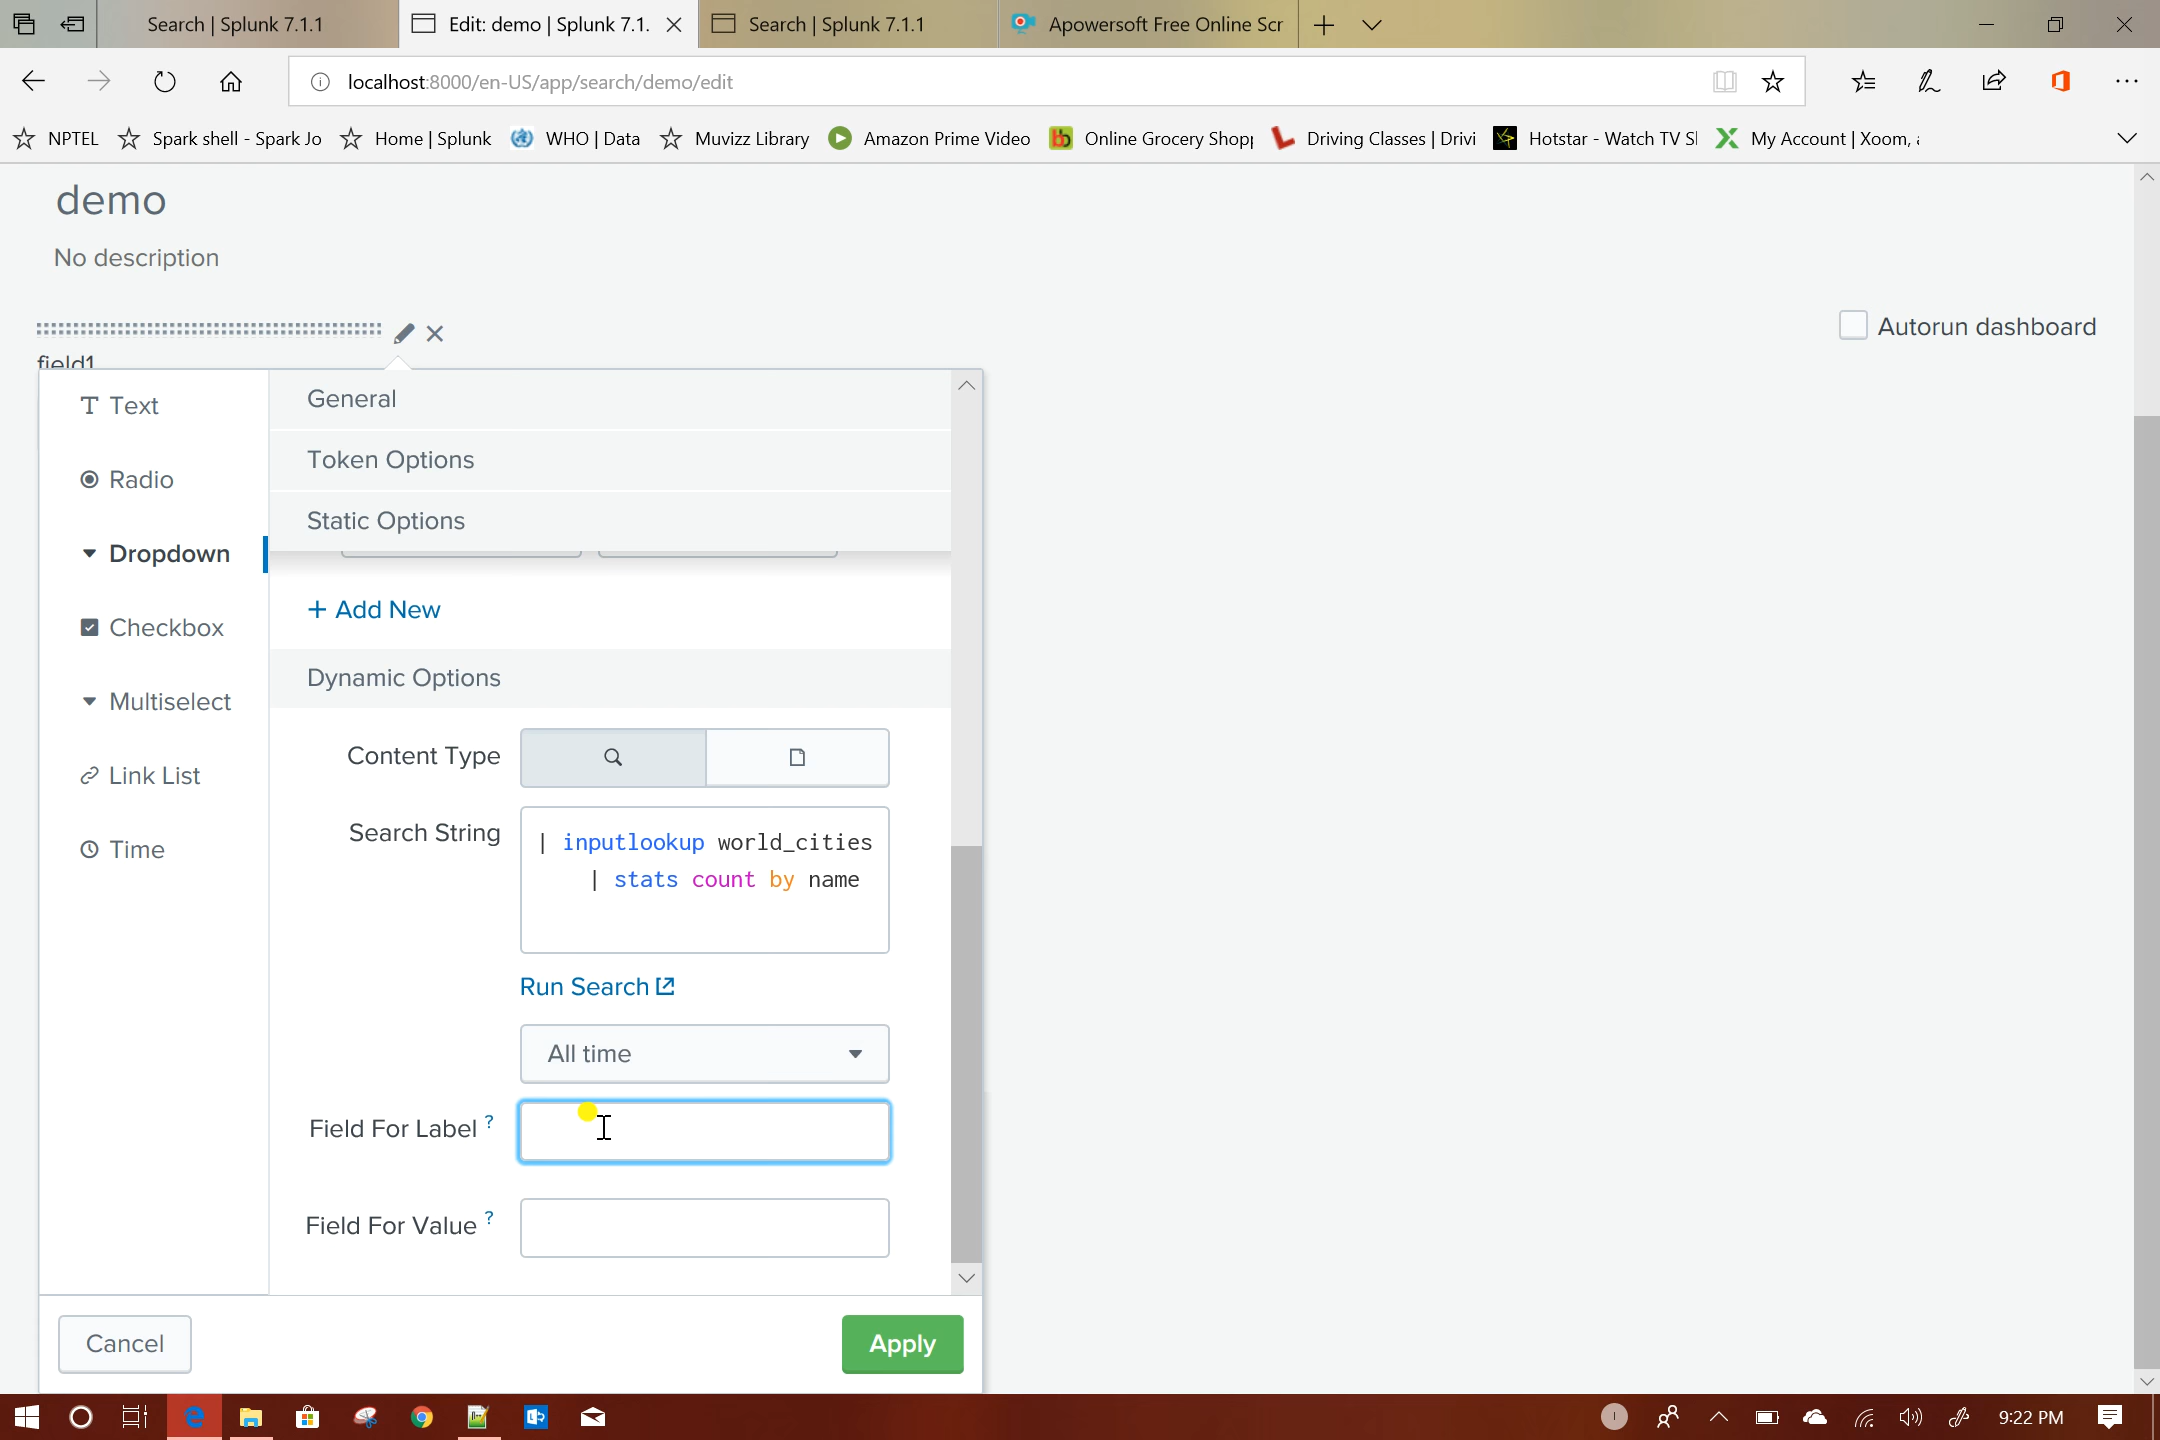 Search | Splunk 7.1.1
Edit: demo | Splunk 7.1.
Search | Splunk 7.1.1
Apowersoft Free Online Scr
localhost:8000/en-US/app/search/demo/edit
NPTEL
Spark shell - Spark Jo
Home | Splunk
WHO | Data
Muvizz Library
Amazon Prime Video
Online Grocery Shop
Driving Classes | Drivi
Hotstar - Watch TV S
My Account | Xoom,
demo
No description
Autorun dashboard
field1
Text
Radio
Dropdown
Checkbox
Multiselect
Link List
Time
General
Token Options
Static Options
+ Add New
Dynamic Options
Content Type
Search String
| inputlookup world_cities
| stats count by name
Run Search
All time
Field For Label ?
Field For Value ?
Cancel
Apply
9:22 PM